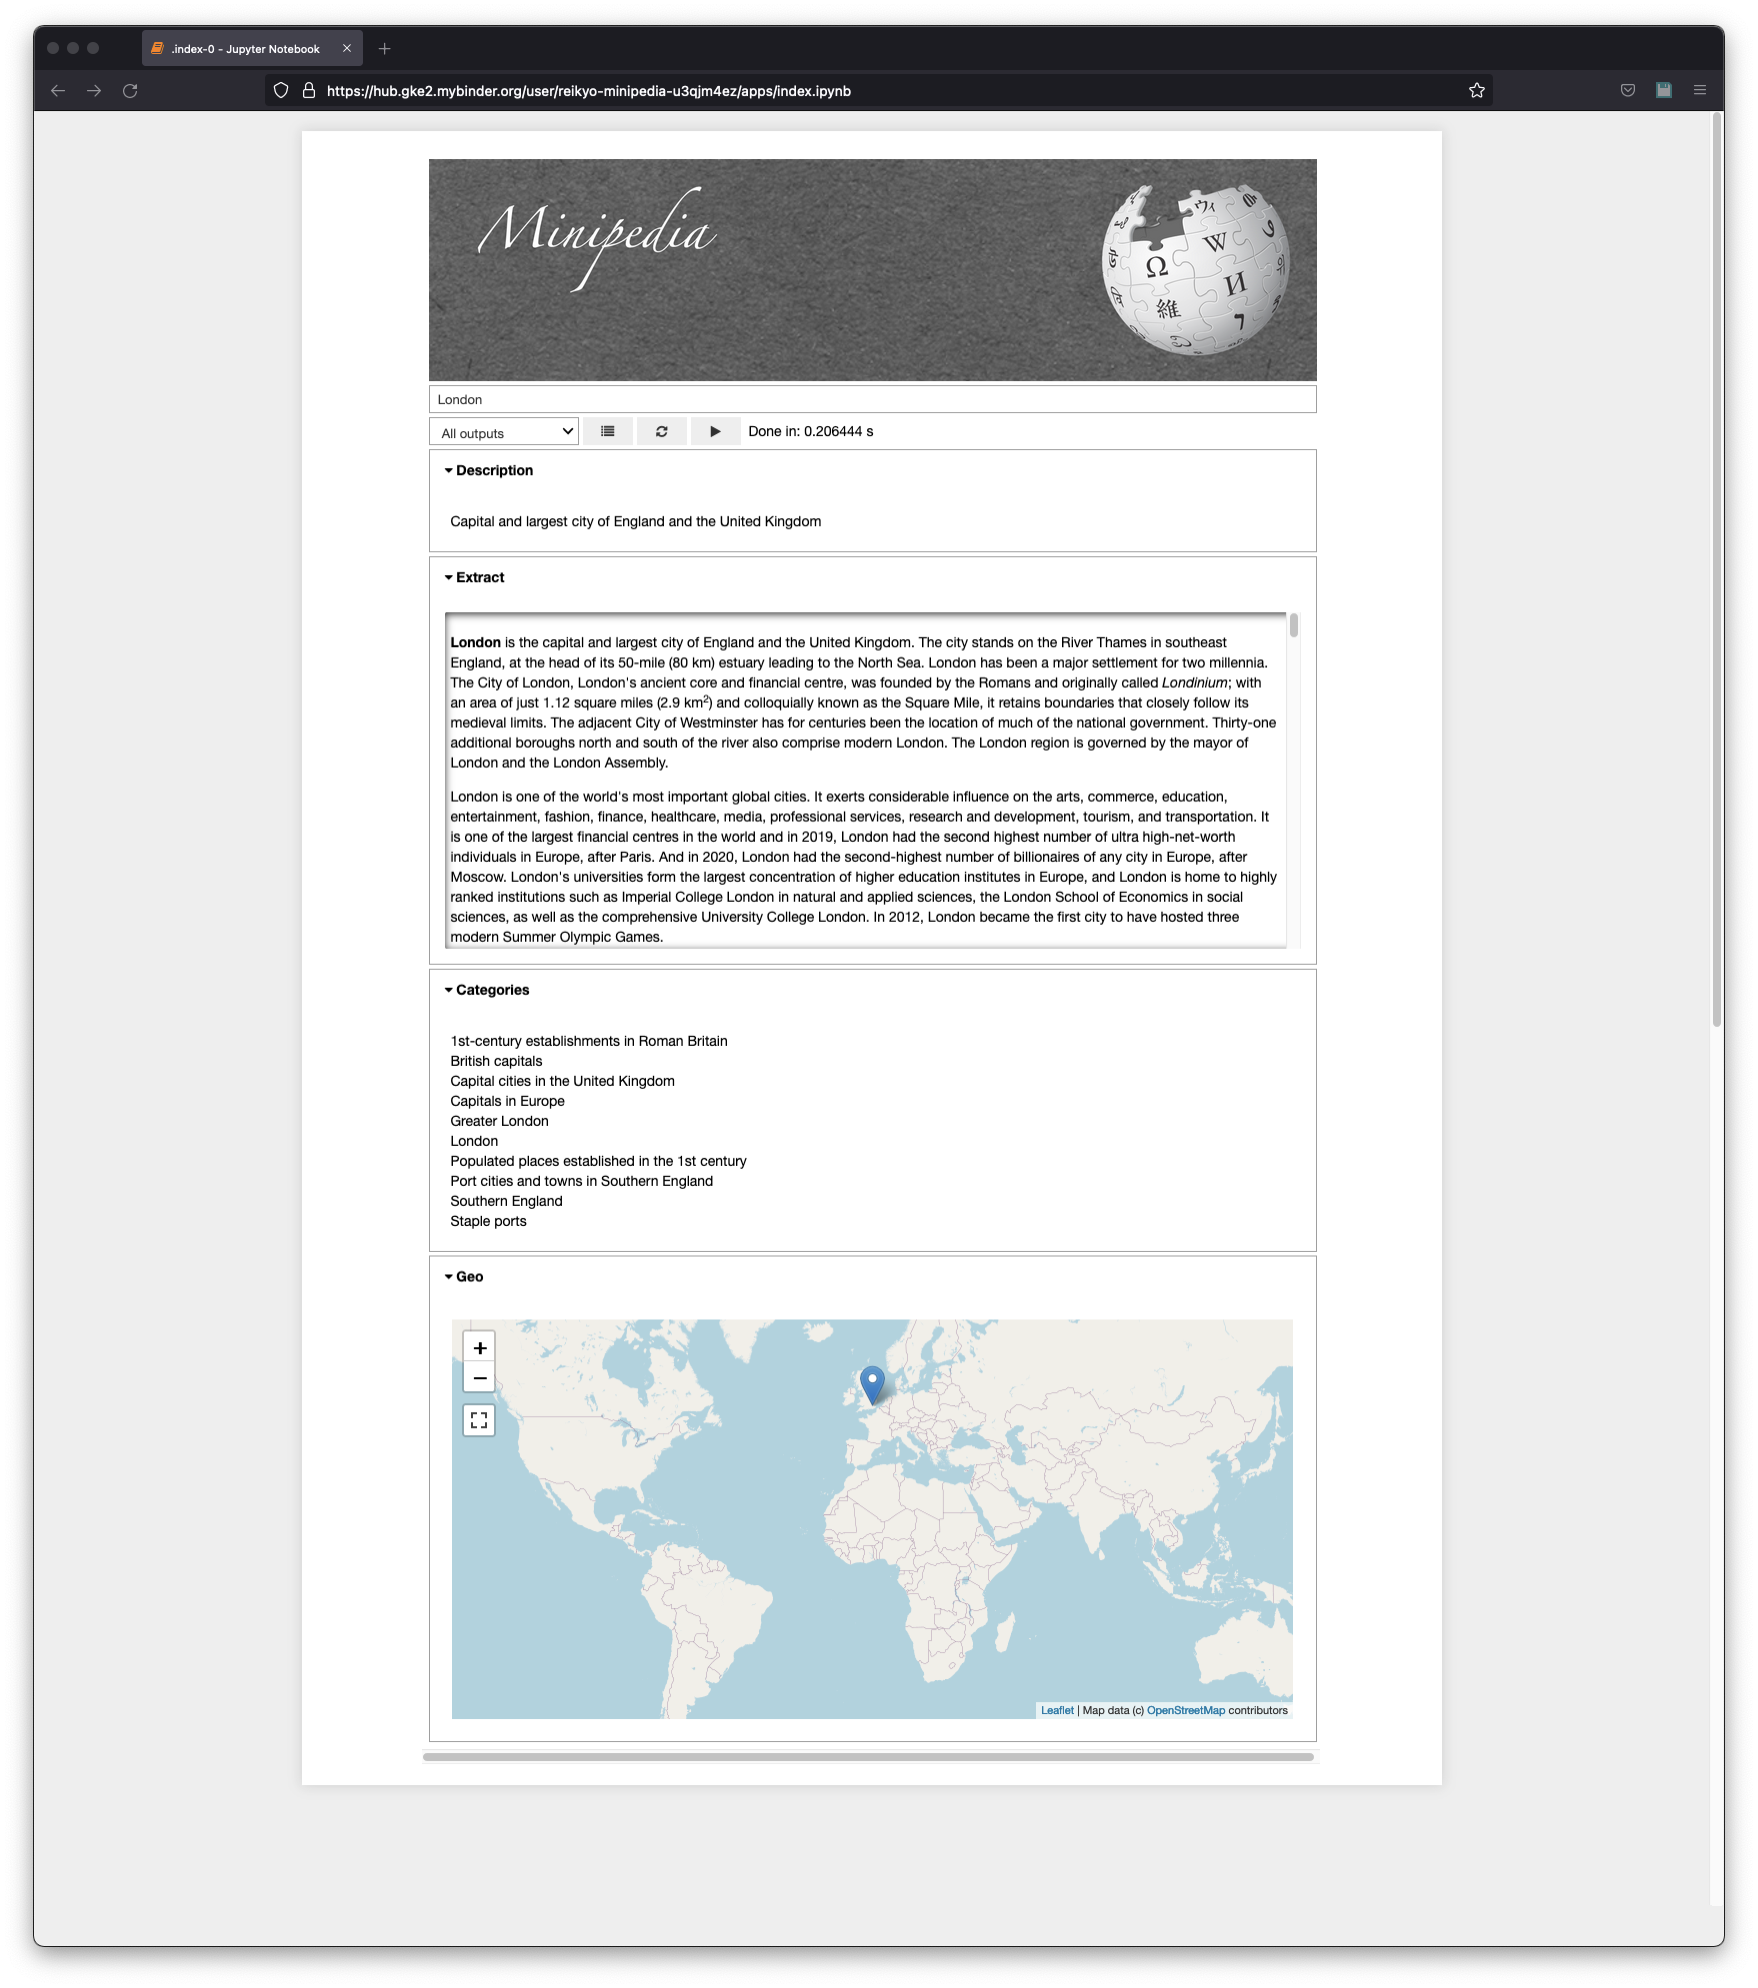 .index-0 - Jupyter Notebook
https://hub.gke2.mybinder.org/user/reikyo-minipedia-u3qjm4ez/apps/index.ipynb
Minipedia
ウィ
W
Ω
И
維
7
London
All outputs
Done in: 0.206444 s
Description
Capital and largest city of England and the United Kingdom
Extract
London is the capital and largest city of England and the United Kingdom. The city stands on the River Thames in southeast
England, at the head of its 50-mile (80 km) estuary leading to the North Sea. London has been a major settlement for two millennia.
The City of London, London's ancient core and financial centre, was founded by the Romans and originally called Londinium; with
an area of just 1.12 square miles (2.9 km²) and colloquially known as the Square Mile, it retains boundaries that closely follow its
medieval limits. The adjacent City of Westminster has for centuries been the location of much of the national government. Thirty-one
additional boroughs north and south of the river also comprise modern London. The London region is governed by the mayor of
London and the London Assembly.
London is one of the world's most important global cities. It exerts considerable influence on the arts, commerce, education,
entertainment, fashion, finance, healthcare, media, professional services, research and development, tourism, and transportation. It
is one of the largest financial centres in the world and in 2019, London had the second highest number of ultra high-net-worth
individuals in Europe, after Paris. And in 2020, London had the second-highest number of billionaires of any city in Europe, after
Moscow. London's universities form the largest concentration of higher education institutes in Europe, and London is home to highly
ranked institutions such as Imperial College London in natural and applied sciences, the London School of Economics in social
sciences, as well as the comprehensive University College London. In 2012, London became the first city to have hosted three
modern Summer Olympic Games.
Categories
1st-century establishments in Roman Britain
British capitals
Capital cities in the United Kingdom
Capitals in Europe
Greater London
London
Populated places established in the 1st century
Port cities and towns in Southern England
Southern England
Staple ports
Geo
+
−
Leaflet | Map data (c) OpenStreetMap contributors